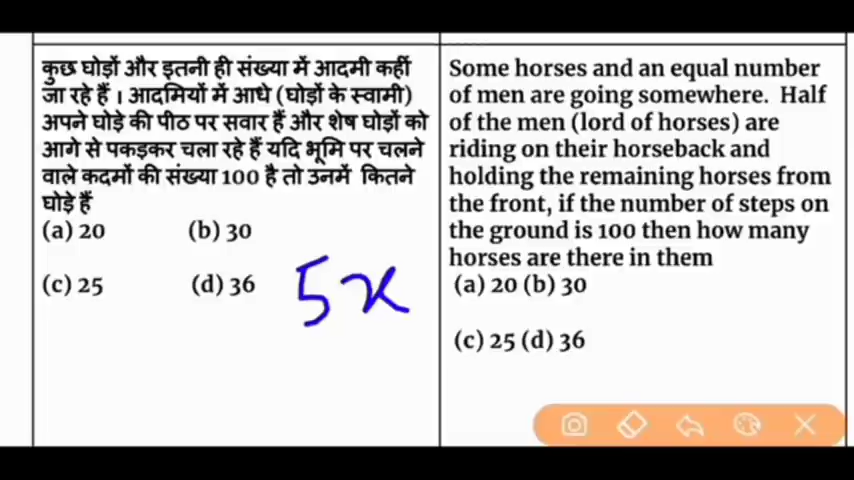 कुछ घोड़ों और इतनी ही संख्या में आदमी कहीं
जा रहे हैं । आदमियों में आधे (घोड़ों के स्वामी)
अपने घोड़े की पीठ पर सवार हैं और शेष घोड़ों को
आगे से पकड़कर चला रहे हैं यदि भूमि पर चलने
वाले कदमों की संख्या 100 है तो उनमें कितने
घोड़े हैं
(a) 20 (b) 30
(c) 25 (d) 36
5x
Some horses and an equal number
of men are going somewhere. Half
of the men (lord of horses) are
riding on their horseback and
holding the remaining horses from
the front, if the number of steps on
the ground is 100 then how many
horses are there in them
(a) 20 (b) 30
(c) 25 (d) 36